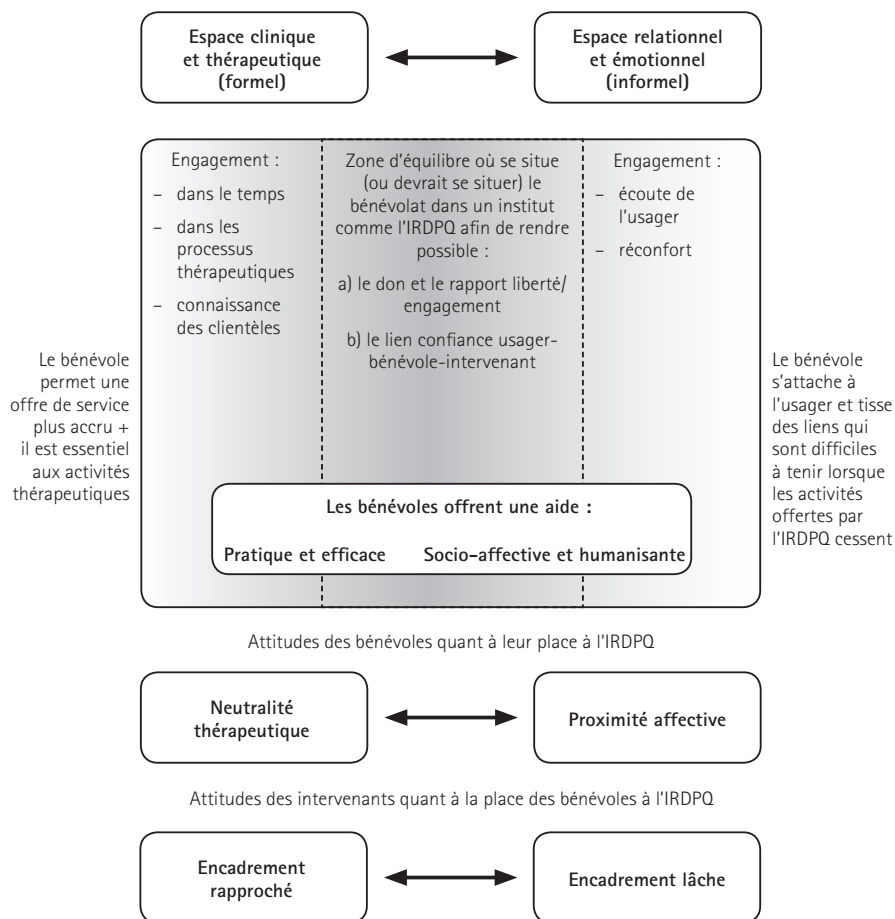 Espace clinique
et thérapeutique
(formel)
Espace relationnel
et émotionnel
(informel)
Engagement :
– dans le temps
– dans les
processus
thérapeutiques
– connaissance
des clientèles
Zone d'équilibre où se situe
(ou devrait se situer) le
bénévolat dans un institut
comme l'IRDPQ afin de rendre
possible :
a) le don et le rapport liberté/
engagement
b) le lien confiance usager-
bénévole-intervenant
Engagement :
– écoute de
l'usager
– réconfort
Le bénévole
permet une
offre de service
plus accru +
il est essentiel
aux activités
thérapeutiques
Le bénévole
s'attache à
l'usager et tisse
des liens qui
sont difficiles
à tenir lorsque
les activités
offertes par
l'IRDPQ cessent
Les bénévoles offrent une aide :
Pratique et efficace Socio-affective et humanisante
Attitudes des bénévoles quant à leur place à l'IRDPQ
Neutralité
thérapeutique
Proximité affective
Attitudes des intervenants quant à la place des bénévoles à l'IRDPQ
Encadrement
rapproché
Encadrement lâche